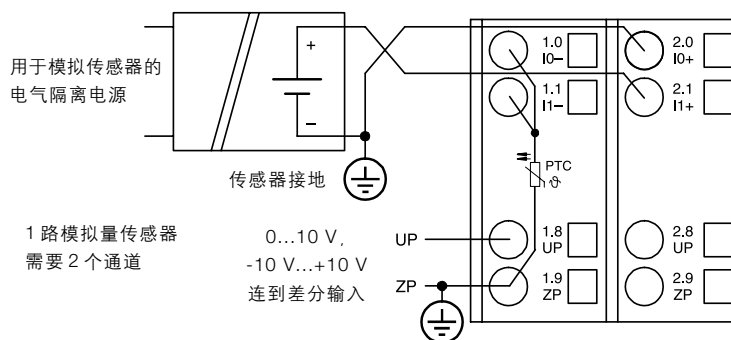 用于模拟传感器的
电气隔离电源
+
–
传感器接地
1路模拟量传感器
需要2个通道
0...10 V,
-10 V...+10 V
连到差分输入
UP
ZP
1.0
I0–
1.1
I1–
PTC
ϑ
1.8
UP
1.9
ZP
2.0
I0+
2.1
I1+
2.8
UP
2.9
ZP